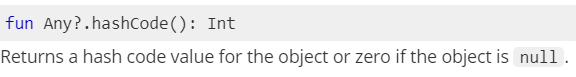 fun Any?.hashCode(): Int
Returns a hash code value for the object or zero if the object is null.